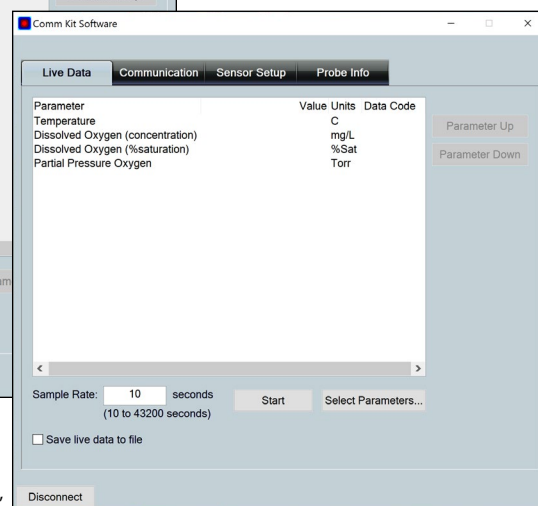 Comm Kit Software
Live Data Communication Sensor Setup Probe Info
Parameter Value Units Data Code
Temperature C
Dissolved Oxygen (concentration) mg/L
Dissolved Oxygen (%saturation) %Sat
Partial Pressure Oxygen Torr
Parameter Up
Parameter Down
Sample Rate: 10 seconds
(10 to 43200 seconds)
Start
Select Parameters...
Save live data to file
Disconnect